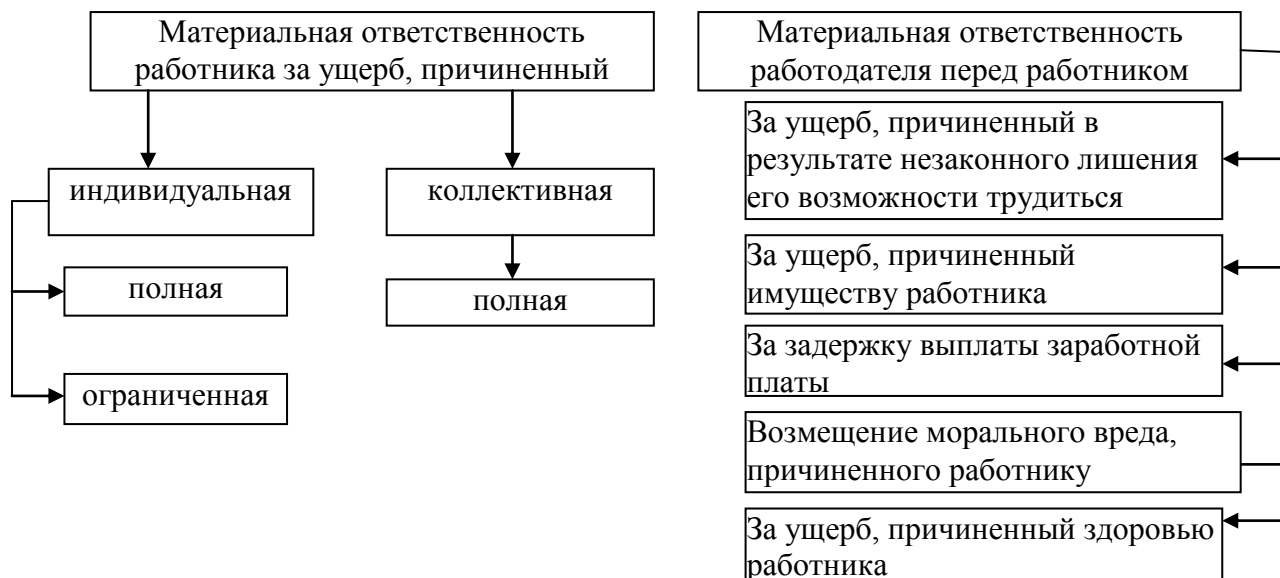 Материальная ответственность
работника за ущерб, причиненный
индивидуальная
коллективная
полная
полная
ограниченная
Материальная ответственность
работодателя перед работником
За ущерб, причиненный в
результате незаконного лишения
его возможности трудиться
За ущерб, причиненный
имуществу работника
За задержку выплаты заработной
платы
Возмещение морального вреда,
причиненного работнику
За ущерб, причиненный здоровью
работника